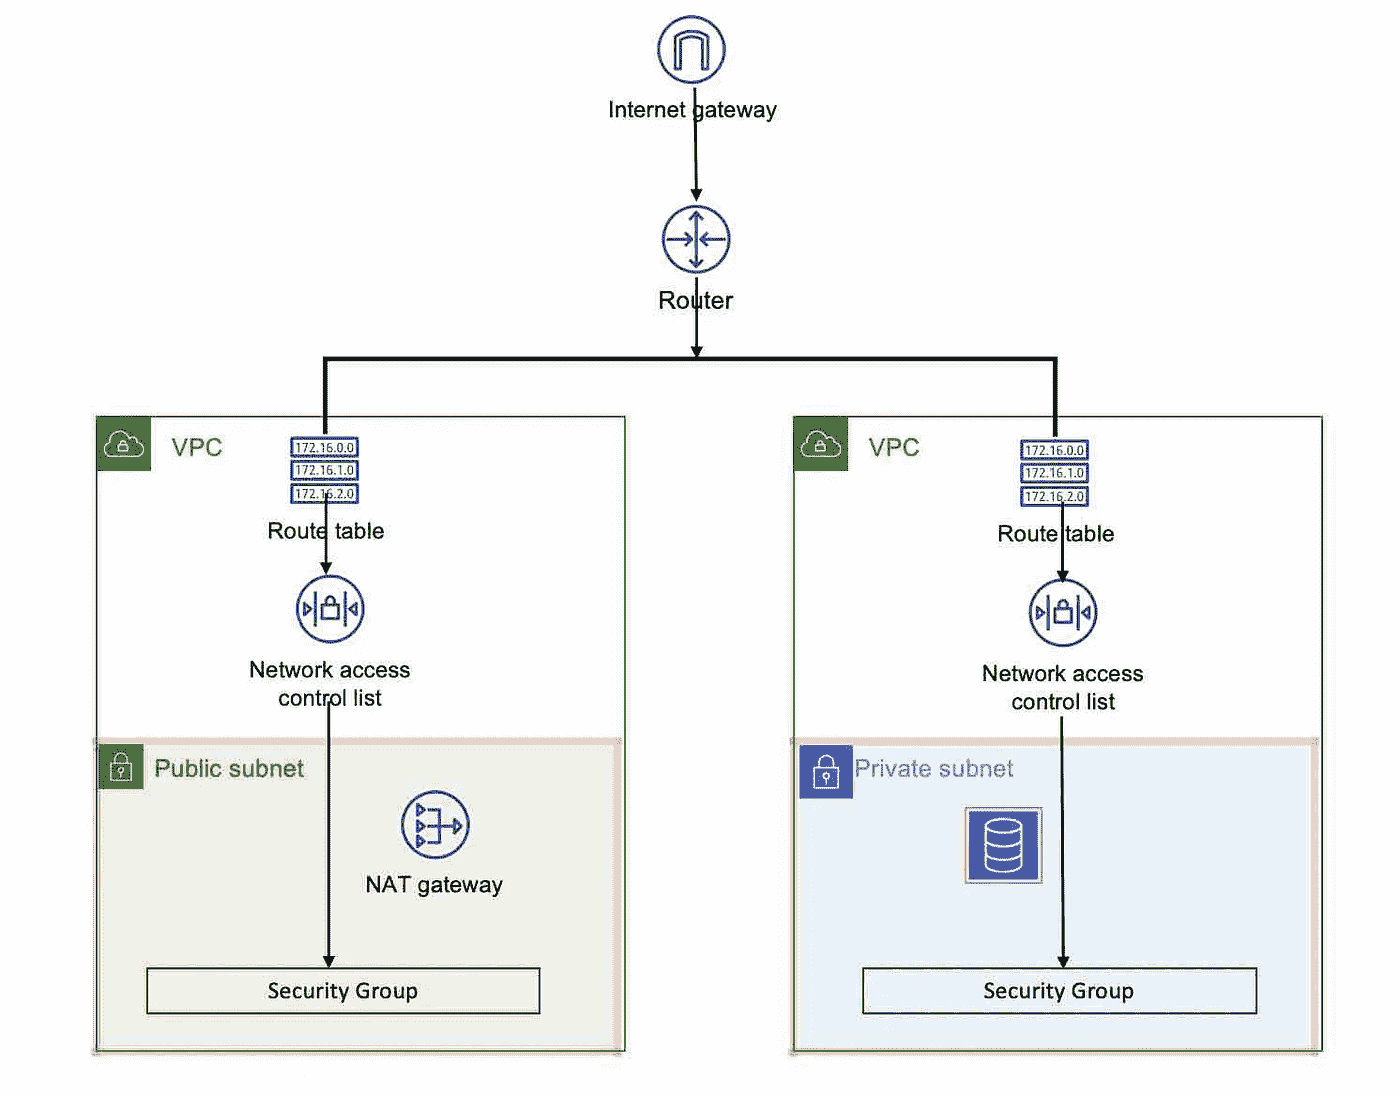 Internet gateway
Router
VPC
172.16.0.0
172.16.1.0
172.16.2.0
Route table
Network access
control list
Public subnet
NAT gateway
Security Group
VPC
172.16.0.0
172.16.1.0
172.16.2.0
Route table
Network access
control list
Private subnet
Security Group